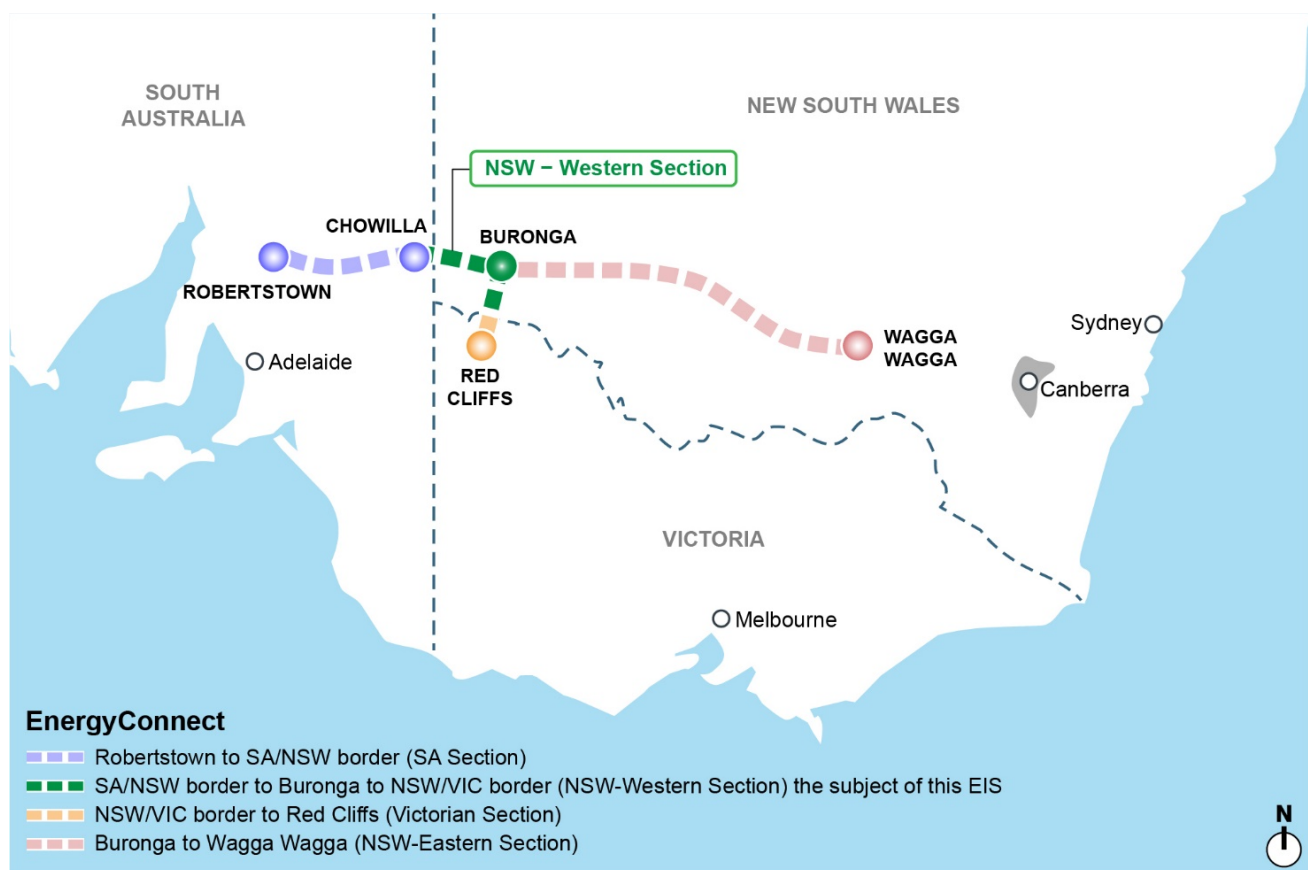 SOUTH
AUSTRALIA
NEW SOUTH WALES
NSW – Western Section
CHOWILLA
BURONGA
ROBERTSTOWN
Sydney
WAGGA
WAGGA
Adelaide
RED
CLIFFS
Canberra
VICTORIA
Melbourne
EnergyConnect
Robertstown to SA/NSW border (SA Section)
SA/NSW border to Buronga to NSW/VIC border (NSW-Western Section) the subject of this EIS
NSW/VIC border to Red Cliffs (Victorian Section)
Buronga to Wagga Wagga (NSW-Eastern Section)
N